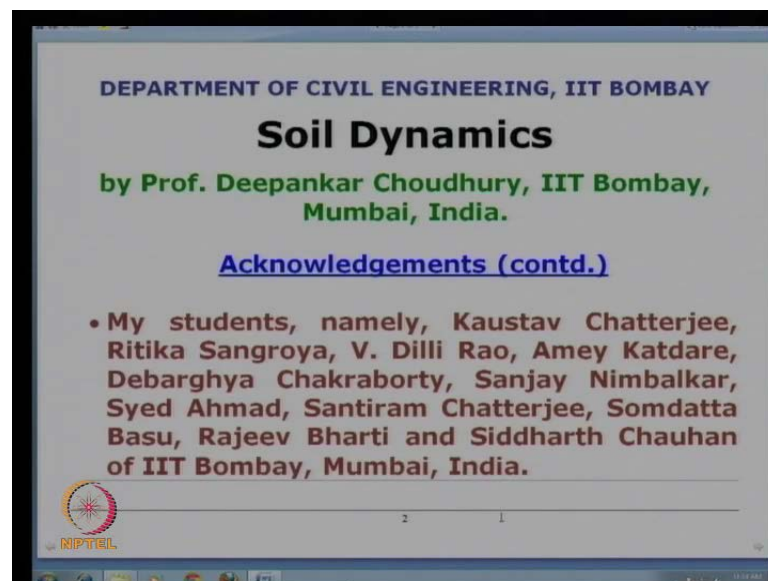 DEPARTMENT OF CIVIL ENGINEERING, IIT BOMBAY
Soil Dynamics
by Prof. Deepankar Choudhury, IIT Bombay,
Mumbai, India.
Acknowledgements (contd.)
• My students, namely, Kaustav Chatterjee,
Ritika Sangroya, V. Dilli Rao, Amey Katdare,
Debarghya Chakraborty, Sanjay Nimbalkar,
Syed Ahmad, Santiram Chatterjee, Somdatta
Basu, Rajeev Bharti and Siddharth Chauhan
of IIT Bombay, Mumbai, India.
2
NPTEL